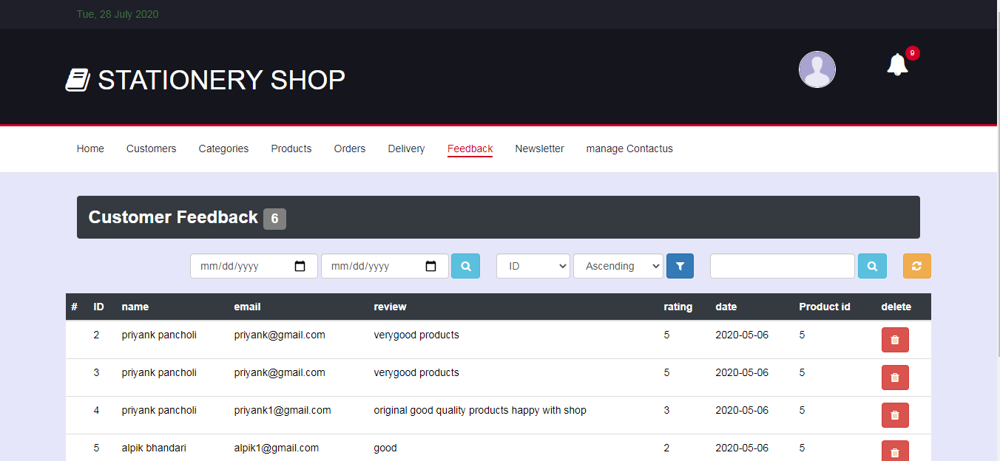 Tue, 28 July 2020
STATIONERY SHOP
9
Home Customers Categories Products Orders Delivery Feedback Newsletter manage Contactus
Customer Feedback 6
mm/dd/yyyy mm/dd/yyyy ID Ascending
# ID name email review rating date Product id delete
2 priyank pancholi priyank@gmail.com verygood products 5 2020-05-06 5
3 priyank pancholi priyank@gmail.com verygood products 5 2020-05-06 5
4 priyank pancholi priyank1@gmail.com original good quality products happy with shop 3 2020-05-06 5
5 alpik bhandari alpik1@gmail.com good 2 2020-05-06 5